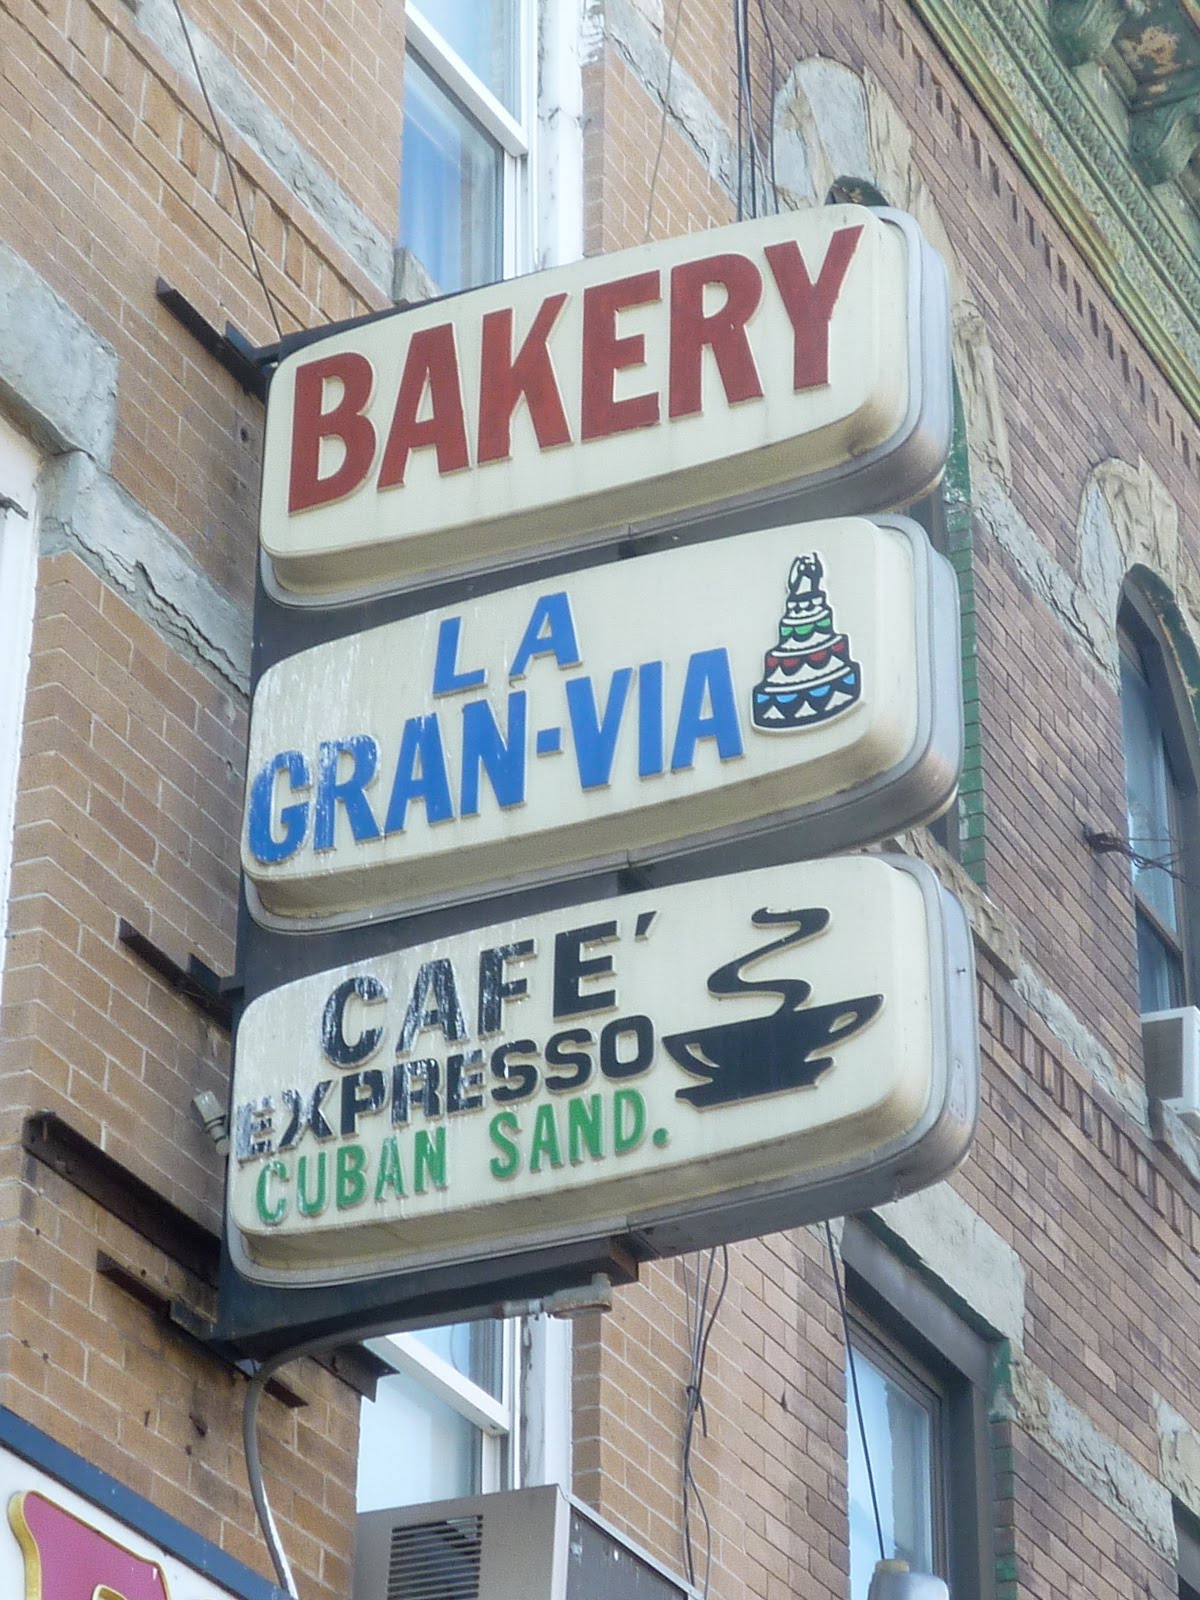 BAKERY
LA
GRAN-VIA
CAFE´
EXPRESSO
CUBAN SAND.